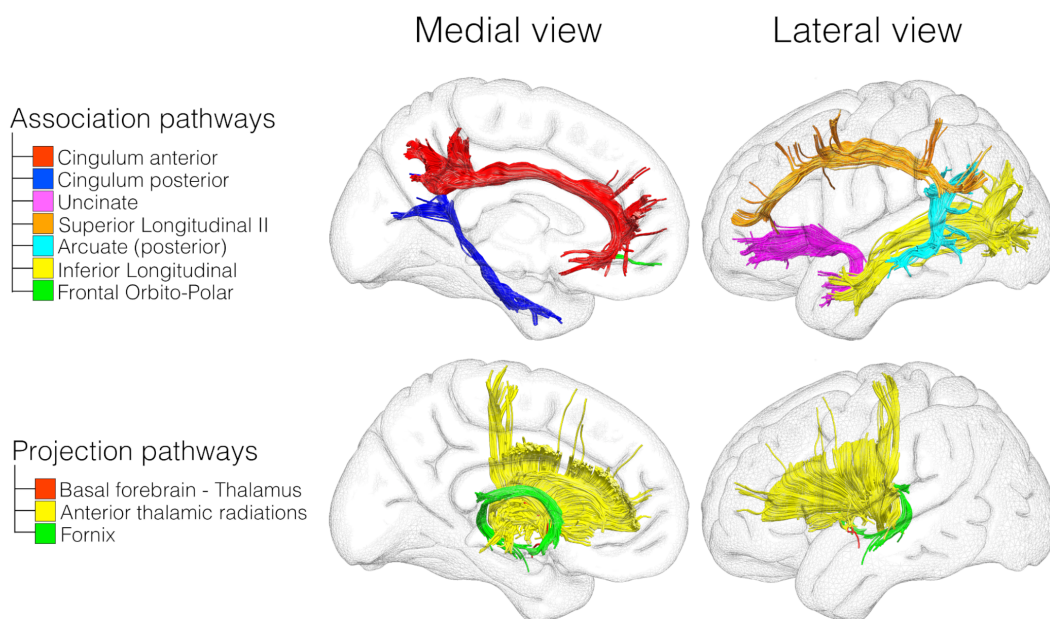 Medial view
Lateral view
Association pathways
Cingulum anterior
Cingulum posterior
Uncinate
Superior Longitudinal II
Arcuate (posterior)
Inferior Longitudinal
Frontal Orbito-Polar
Projection pathways
Basal forebrain - Thalamus
Anterior thalamic radiations
Fornix